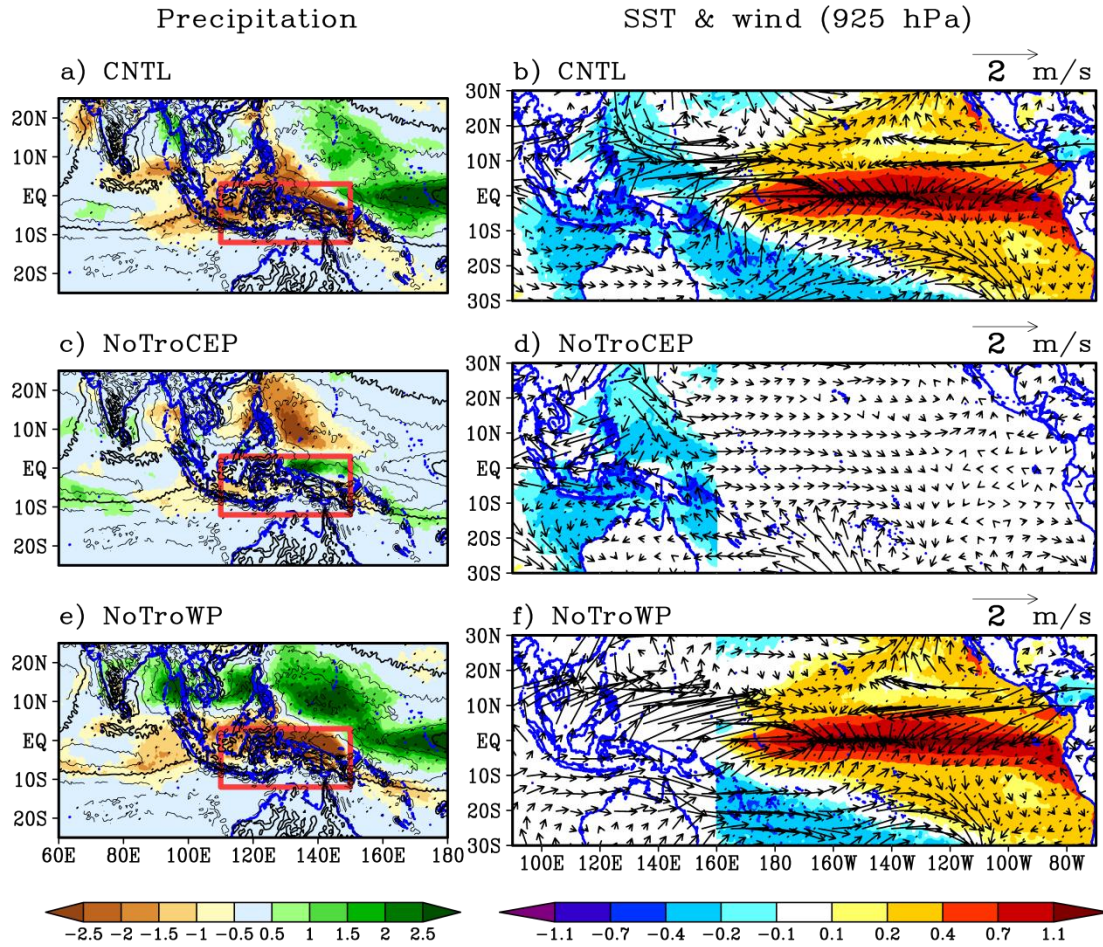 Precipitation
SST & wind (925 hPa)
a) CNTL
b) CNTL
2 m/s
20N
10N
EQ
10S
20S
30N
20N
10N
EQ
10S
20S
30S
c) NoTroCEP
d) NoTroCEP
2 m/s
20N
10N
EQ
10S
20S
30N
20N
10N
EQ
10S
20S
30S
e) NoTroWP
f) NoTroWP
2 m/s
20N
10N
EQ
10S
20S
30N
20N
10N
EQ
10S
20S
30S
60E 80E 100E 120E 140E 160E 180
100E 120E 140E 160E 180 160W 140W 120W 100W 80W
-2.5 -2 -1.5 -1 -0.5 0.5 1 1.5 2 2.5
-1.1 -0.7 -0.4 -0.2 -0.1 0.1 0.2 0.4 0.7 1.1